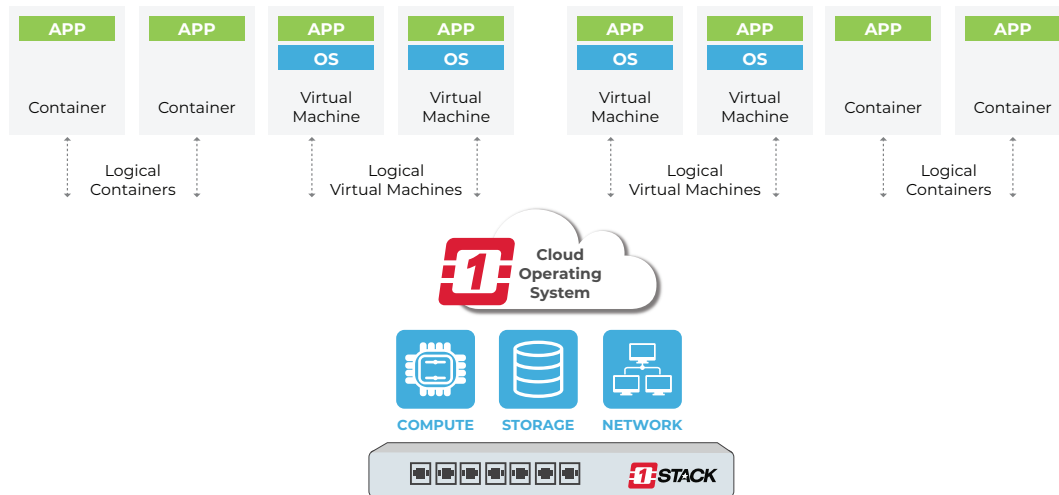 APP APP APP APP APP APP APP APP
OS OS OS OS
Container Container Virtual Machine Virtual Machine Virtual Machine Virtual Machine Container Container
Logical Containers
Logical Virtual Machines
Logical Virtual Machines
Logical Containers
1
Cloud
Operating
System
COMPUTE STORAGE NETWORK
1 STACK